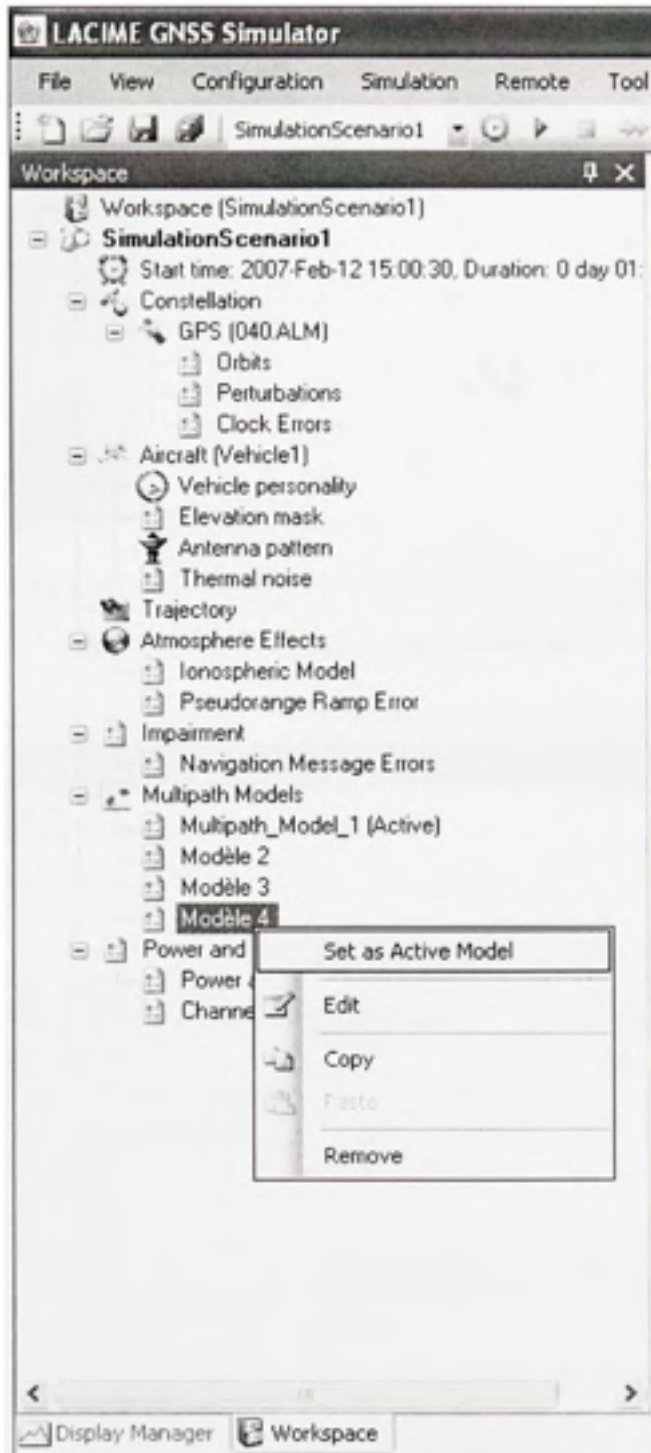 LACIME GNSS Simulator
File View Configuration Simulation Remote Tool
SimulationScenario1
Workspace
Workspace (SimulationScenario1)
SimulationScenario1
Start time: 2007-Feb-12 15:00:30, Duration: 0 day 01:
Constellation
GPS (040.ALM)
Orbits
Perturbations
Clock Errors
Aircraft (Vehicle1)
Vehicle personality
Elevation mask
Antenna pattern
Thermal noise
Trajectory
Atmosphere Effects
Ionospheric Model
Pseudorange Ramp Error
Impairment
Navigation Message Errors
Multipath Models
Multipath_Model_1 (Active)
Modèle 2
Modèle 3
Modèle 4
Power and
Set as Active Model
Power a
Channe
Edit
Copy
Paste
Remove
Display Manager Workspace